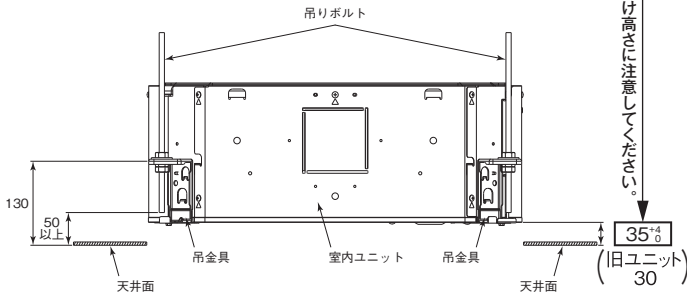 吊りボルト
け高さに注意してください。
130
50
以上
35 +4 0
(旧ユニット
30)
吊金具
室内ユニット
吊金具
天井面
天井面